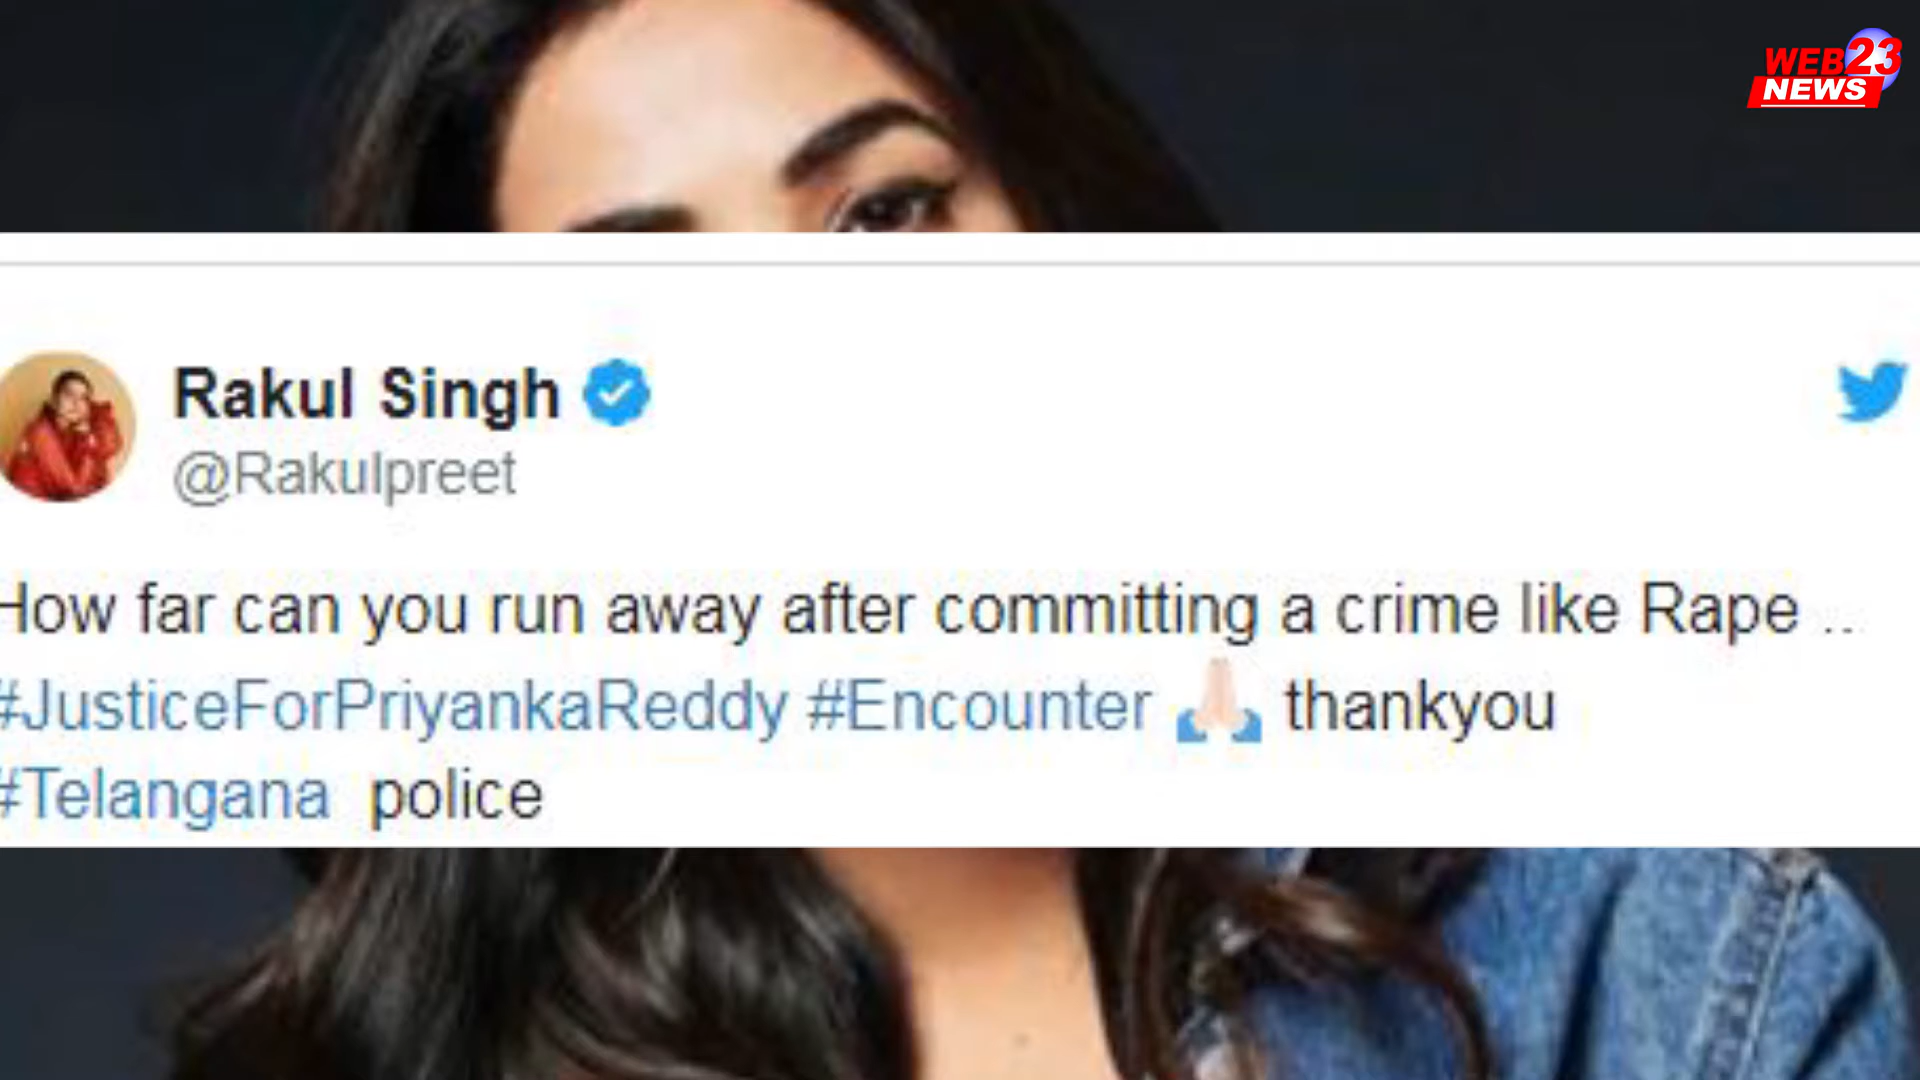 WEB23
NEWS
Rakul Singh
@Rakulpreet
How far can you run away after committing a crime like Rape ..
#JusticeForPriyankaReddy #Encounter 🙏🏻 thankyou
#Telangana police